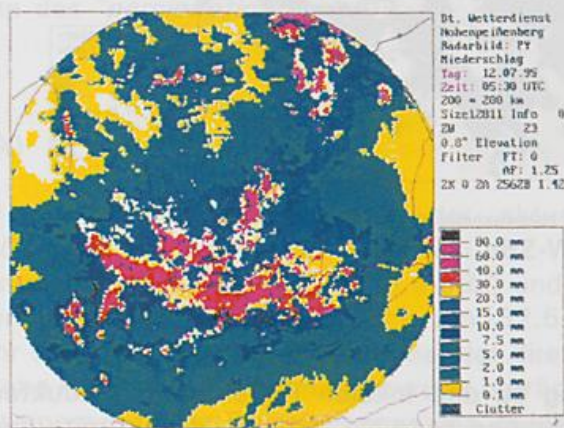 Dt. Wetterdienst
Hohenpeißenberg
Radarbild: PY
Niederschlag
Tag: 12.07.95
Zeit: 05:30 UTC
200 * 200 km
Info
ZW 23
0.8° Elevation
Filter FT: 0
AF: 1.25
80.0 mm
60.0 mm
40.0 mm
30.0 mm
20.0 mm
15.0 mm
10.0 mm
7.5 mm
5.0 mm
2.0 mm
1.0 mm
0.1 mm
Clutter